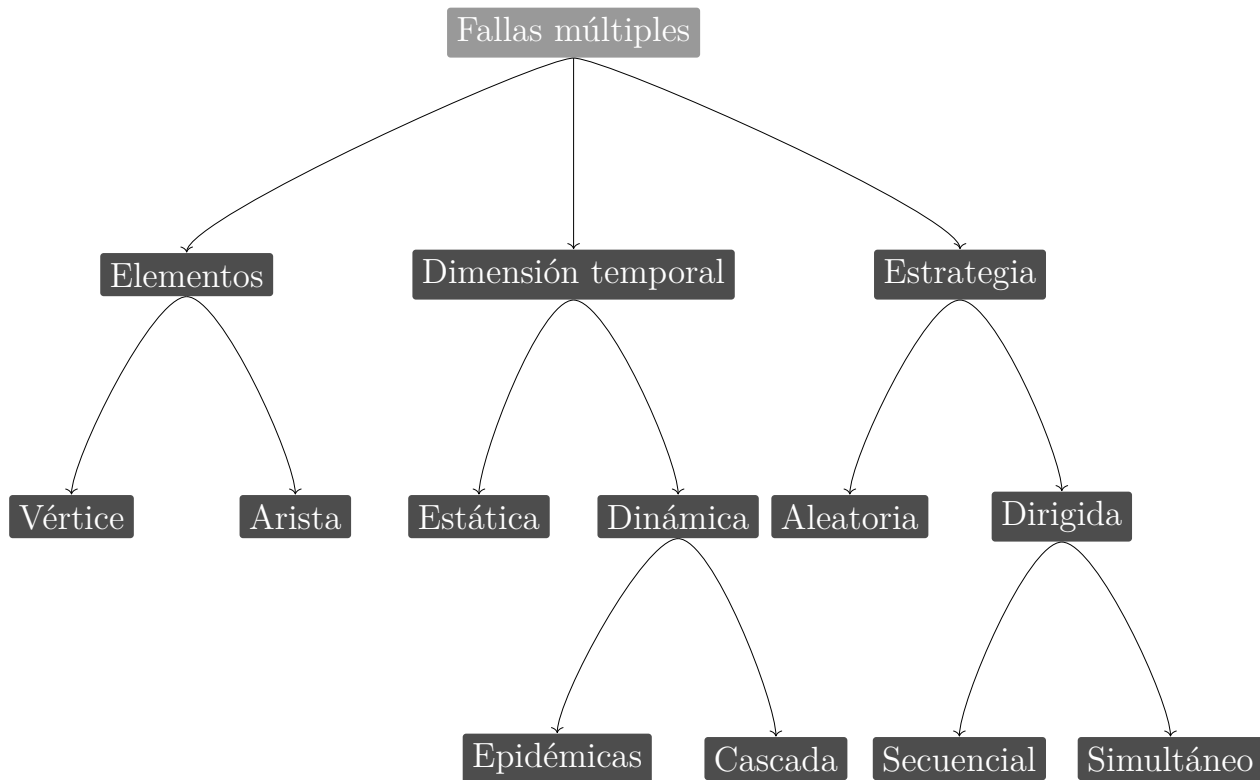 Fallas múltiples
Elementos
Dimensión temporal
Estrategia
Vértice
Arista
Estática
Dinámica
Aleatoria
Dirigida
Epidémicas
Cascada
Secuencial
Simultáneo